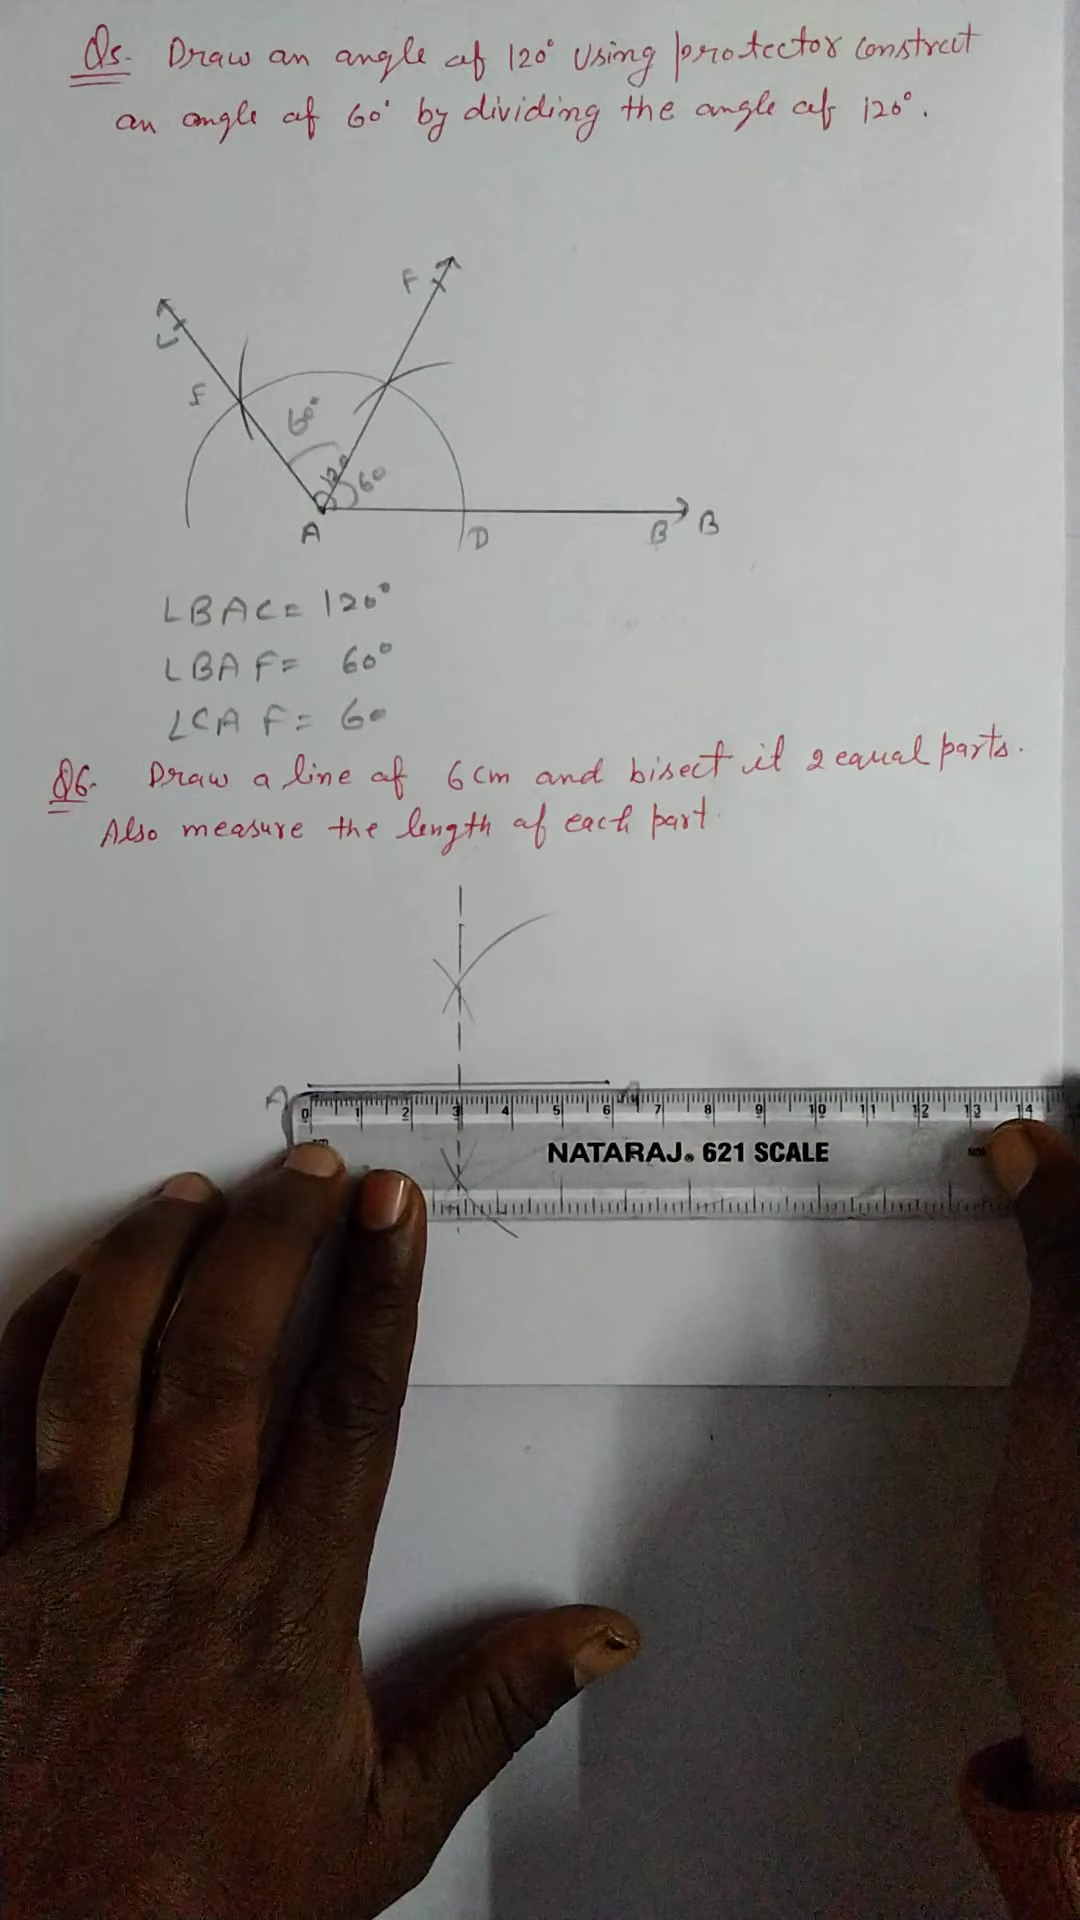 Q5. Draw an angle of 120° Using protector construct
an angle of 60° by dividing the angle of 120°.
F
C
E
60°
120
60
A
D
B
B
∠BAC = 120°
∠BAF = 60°
∠CAF = 60
Q6. Draw a line of 6cm and bisect it 2 equal parts.
Also measure the length of each part.
A
0 1 2 3 4 5 6 7 8 9 10 11 12 13 14
cm
NATARAJ. 621 SCALE